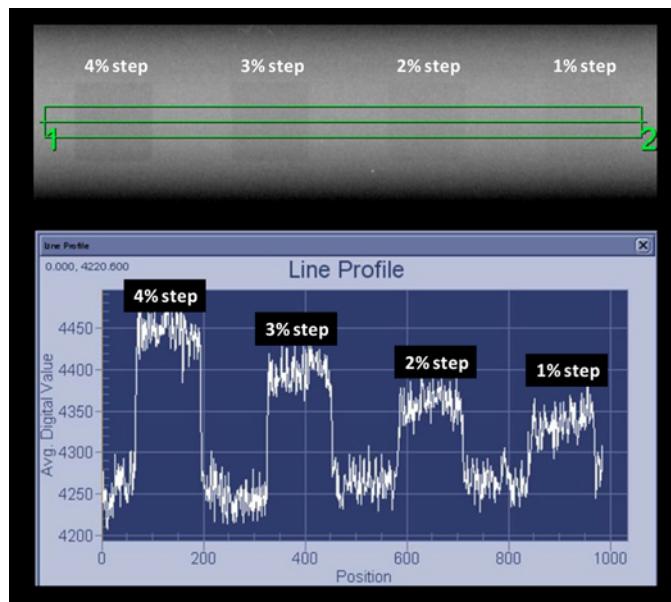 4% step 3% step 2% step 1% step
1 2
Line Profile
0.000, 4220.600
Line Profile
4% step
3% step
2% step
1% step
4450
4400
4350
4300
4250
4200
Avg. Digital Value
0 200 400 600 800 1000
Position